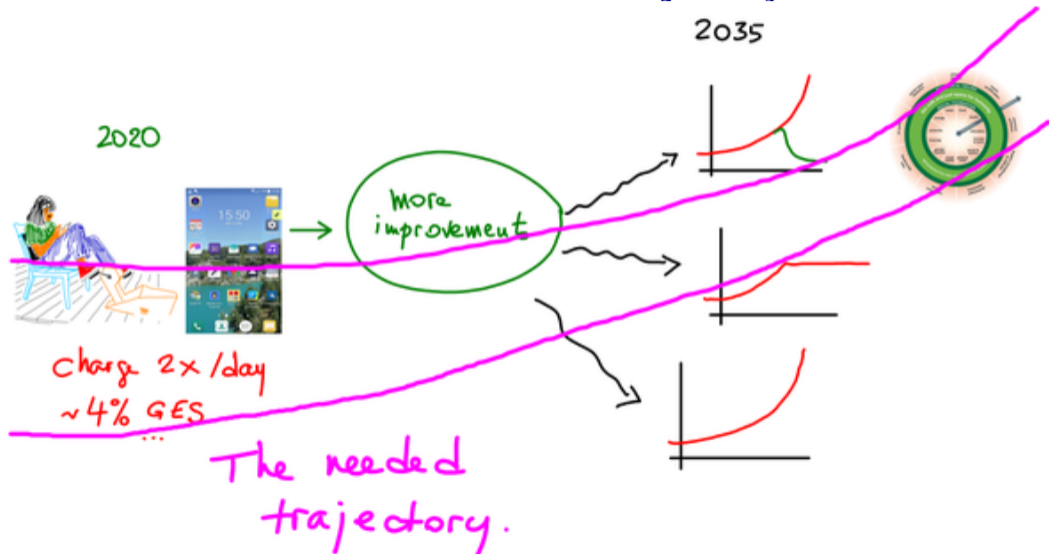 2035
2020
15:50
more
improvement
charge 2x/day
~4% GES
...
The needed
trajectory.